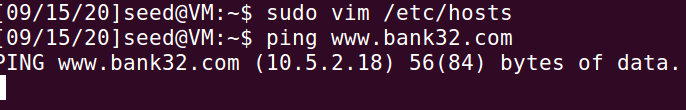 [09/15/20]seed@VM:~$ sudo vim /etc/hosts
[09/15/20]seed@VM:~$ ping www.bank32.com
PING www.bank32.com (10.5.2.18) 56(84) bytes of data.